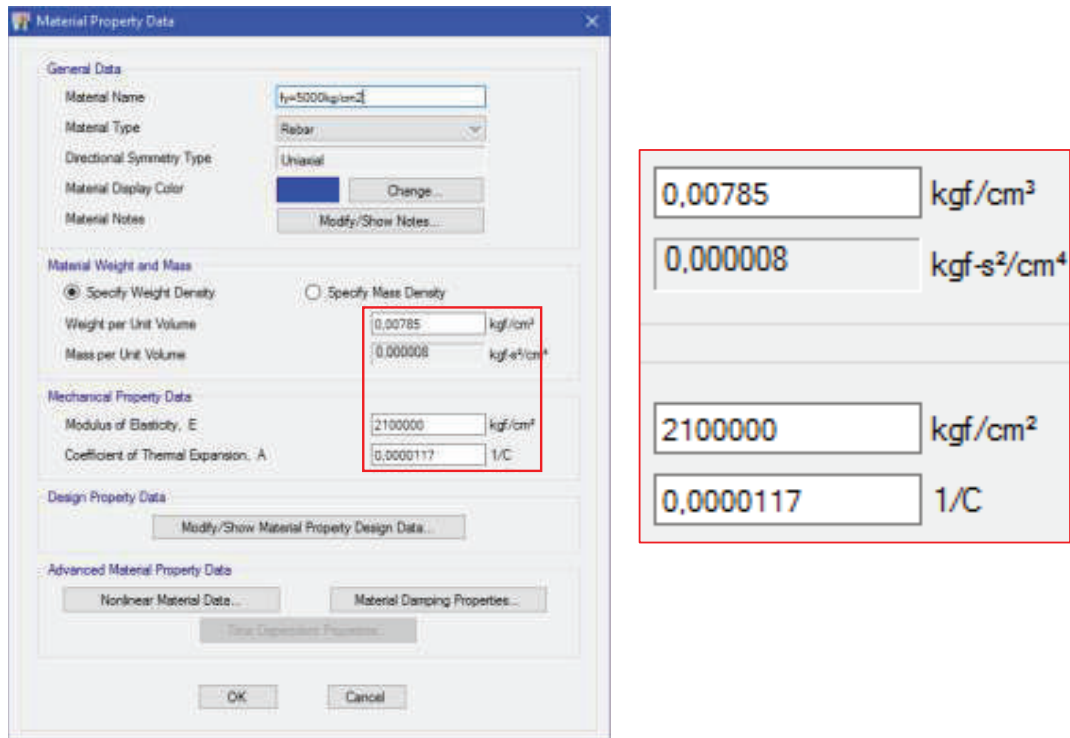 Material Property Data
General Data
Material Name fy=5000kg/cm2
Material Type Rebar
Directional Symmetry Type Uniaxial
Material Display Color Change...
Material Notes Modify/Show Notes...
Material Weight and Mass
Specify Weight Density Specify Mass Density
Weight per Unit Volume 0,00785 kgf/cm³
Mass per Unit Volume 0,000008 kgf-s²/cm⁴
Mechanical Property Data
Modulus of Elasticity, E 2100000 kgf/cm²
Coefficient of Thermal Expansion, A 0,0000117 1/C
Design Property Data
Modify/Show Material Property Design Data...
Advanced Material Property Data
Nonlinear Material Data... Material Damping Properties...
Time Dependent Properties...
OK Cancel
0,00785 kgf/cm³
0,000008 kgf-s²/cm⁴
2100000 kgf/cm²
0,0000117 1/C